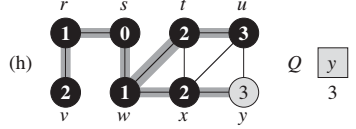 r s t u
1 0 2 3
(h) Q y
2 1 2 3 3
v w x y